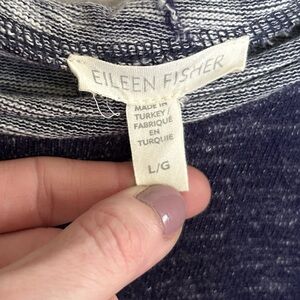 EILEEN FISHER
MADE IN
TURKEY/
FABRIQUÉ
EN
TURQUIE
L/G